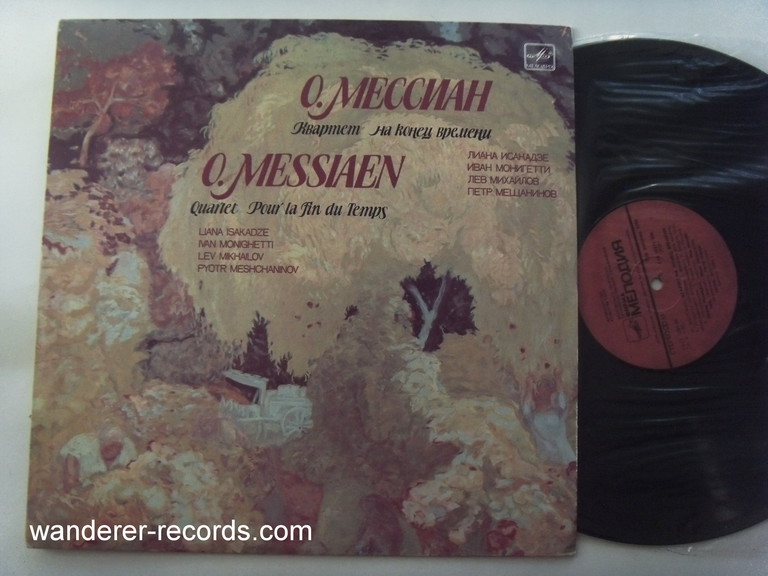 О. МЕССИАН
Квартет на конец времени
O. MESSIAEN
Quartet Pour la fin du Temps
ЛИАНА ИСАКАДЗЕ
ИВАН МОНИГЕТТИ
ЛЕВ МИХАЙЛОВ
ПЕТР МЕЩАНИНОВ
LIANA ISAKADZE
IVAN MONIGHETTI
LEV MIKHAILOV
PYOTR MESHCHANINOV
МЕЛОДИЯ
МЕЛОДИЯ
wanderer-records.com